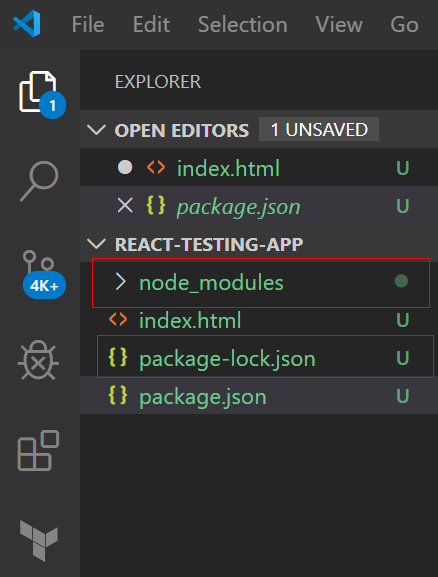 File Edit Selection View Go
EXPLORER
1
OPEN EDITORS 1 UNSAVED
<> index.html U
{} package.json U
REACT-TESTING-APP
node_modules
4K+
<> index.html U
{} package-lock.json U
{} package.json U